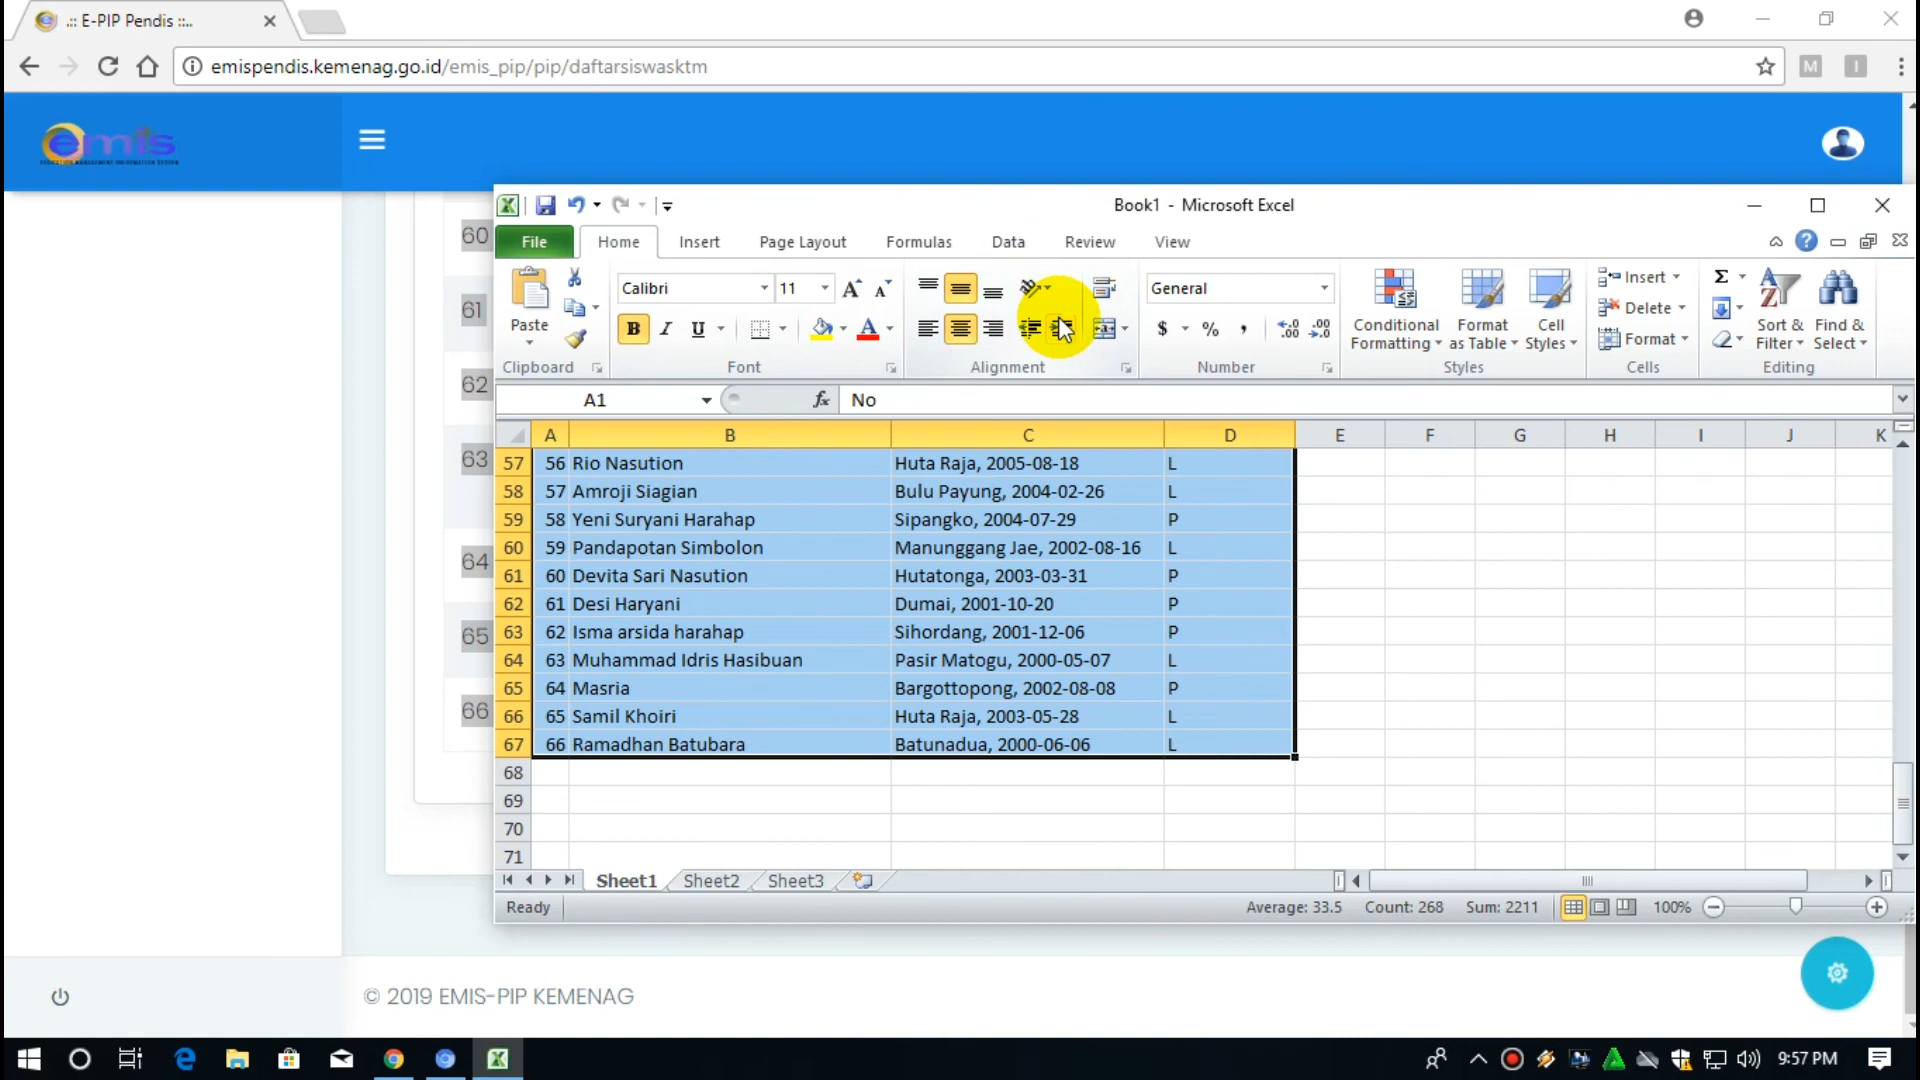 .:: E-PIP Pendis ::..
emispendis.kemenag.go.id/emis_pip/pip/daftarsiswasktm
M
I
emis
EDUCATION MANAGEMENT INFORMATION SYSTEM
60
61
62
63
64
65
66
Book1 - Microsoft Excel
File Home Insert Page Layout Formulas Data Review View
Calibri 11 General
Paste
B I U
$ % ,
Conditional Formatting
Format as Table
Cell Styles
Insert
Delete
Format
Sort & Filter
Find & Select
Clipboard Font Alignment Number Styles Cells Editing
A1 fx No
A B C D E F G H I J K
57 56 Rio Nasution Huta Raja, 2005-08-18 L
58 57 Amroji Siagian Bulu Payung, 2004-02-26 L
59 58 Yeni Suryani Harahap Sipangko, 2004-07-29 P
60 59 Pandapotan Simbolon Manunggang Jae, 2002-08-16 L
61 60 Devita Sari Nasution Hutatonga, 2003-03-31 P
62 61 Desi Haryani Dumai, 2001-10-20 P
63 62 Isma arsida harahap Sihordang, 2001-12-06 P
64 63 Muhammad Idris Hasibuan Pasir Matogu, 2000-05-07 L
65 64 Masria Bargottopong, 2002-08-08 P
66 65 Samil Khoiri Huta Raja, 2003-05-28 L
67 66 Ramadhan Batubara Batunadua, 2000-06-06 L
68
69
70
71
Sheet1 Sheet2 Sheet3
Ready Average: 33.5 Count: 268 Sum: 2211 100%
© 2019 EMIS-PIP KEMENAG
9:57 PM